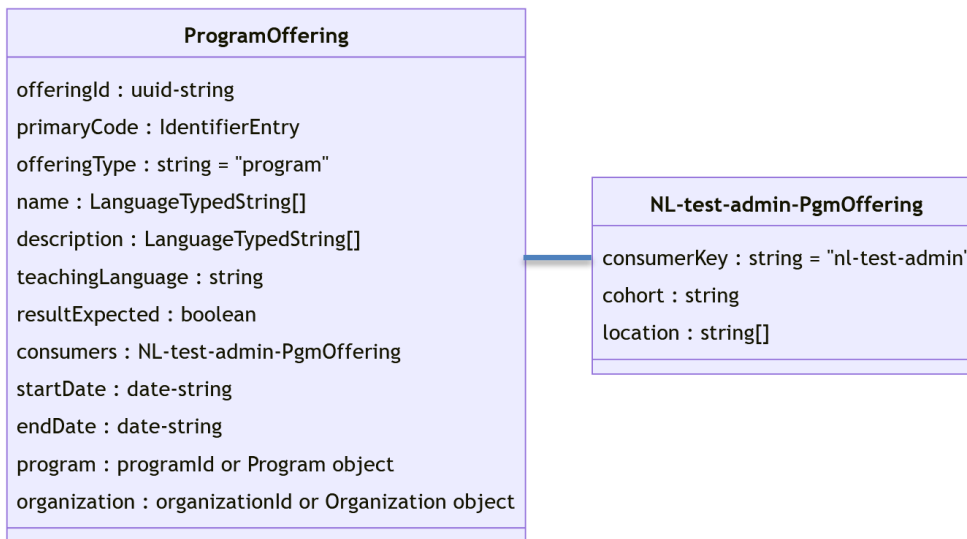 ProgramOffering
offeringId : uuid-string
primaryCode : IdentifierEntry
offeringType : string = "program"
name : LanguageTypedString[]
description : LanguageTypedString[]
teachingLanguage : string
resultExpected : boolean
consumers : NL-test-admin-PgmOffering
startDate : date-string
endDate : date-string
program : programId or Program object
organization : organizationId or Organization object
NL-test-admin-PgmOffering
consumerKey : string = "nl-test-admin"
cohort : string
location : string[]